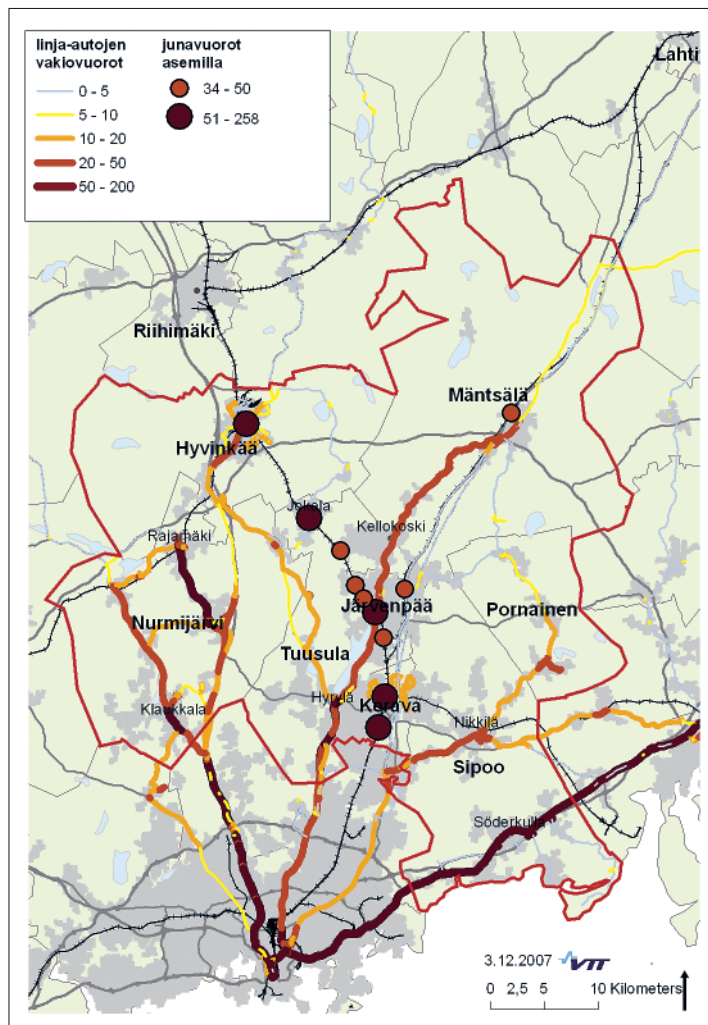 linja-autojen
vakiovuorot
0 - 5
5 - 10
10 - 20
20 - 50
50 - 200
junavuorot
asemilla
34 - 50
51 - 258
Lahti
Riihimäki
Mäntsälä
Hyvinkää
Jokela
Kellokoski
Rajamäki
Järvenpää
Pornainen
Nurmijärvi
Tuusula
Hyrylä
Kerava
Klaukkala
Nikkilä
Sipoo
Söderkulla
3.12.2007 VTT
0 2,5 5 10 Kilometers